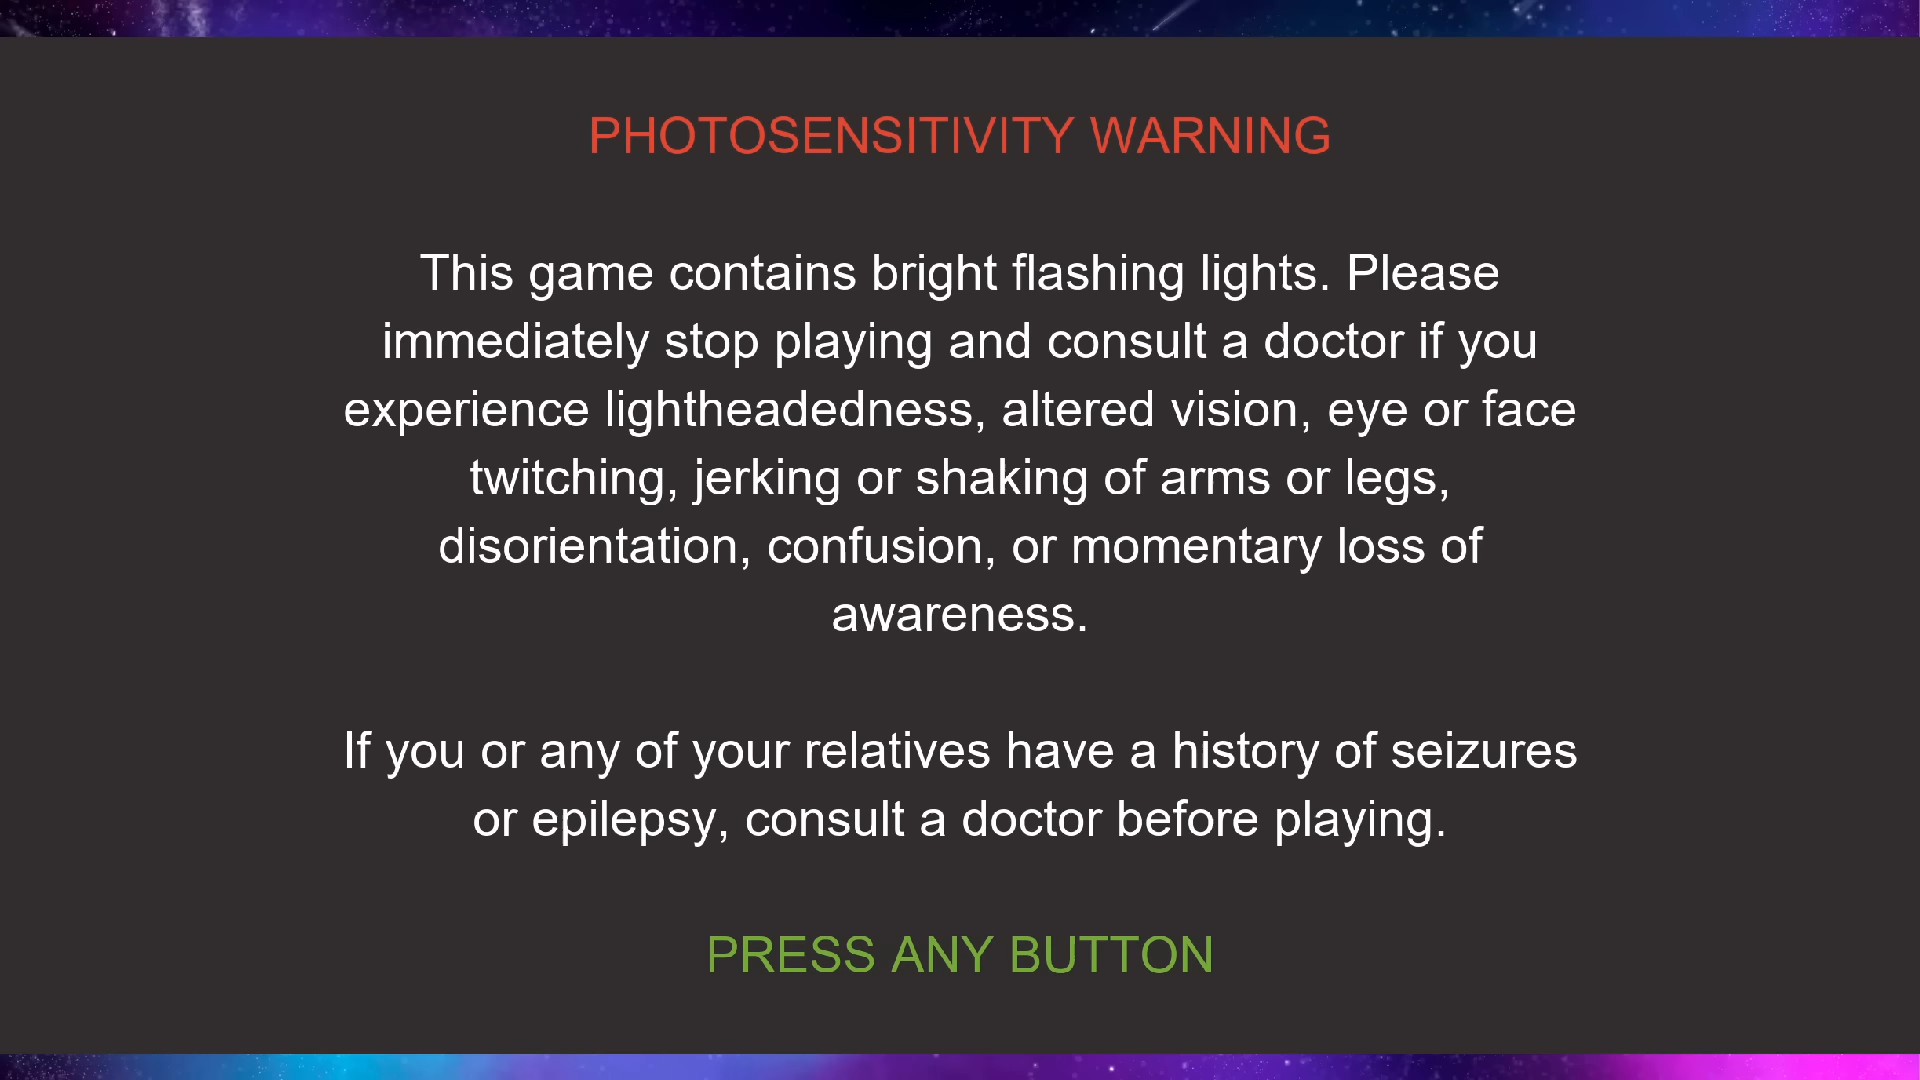 PHOTOSENSITIVITY WARNING
This game contains bright flashing lights. Please
immediately stop playing and consult a doctor if you
experience lightheadedness, altered vision, eye or face
twitching, jerking or shaking of arms or legs,
disorientation, confusion, or momentary loss of
awareness.
If you or any of your relatives have a history of seizures
or epilepsy, consult a doctor before playing.
PRESS ANY BUTTON